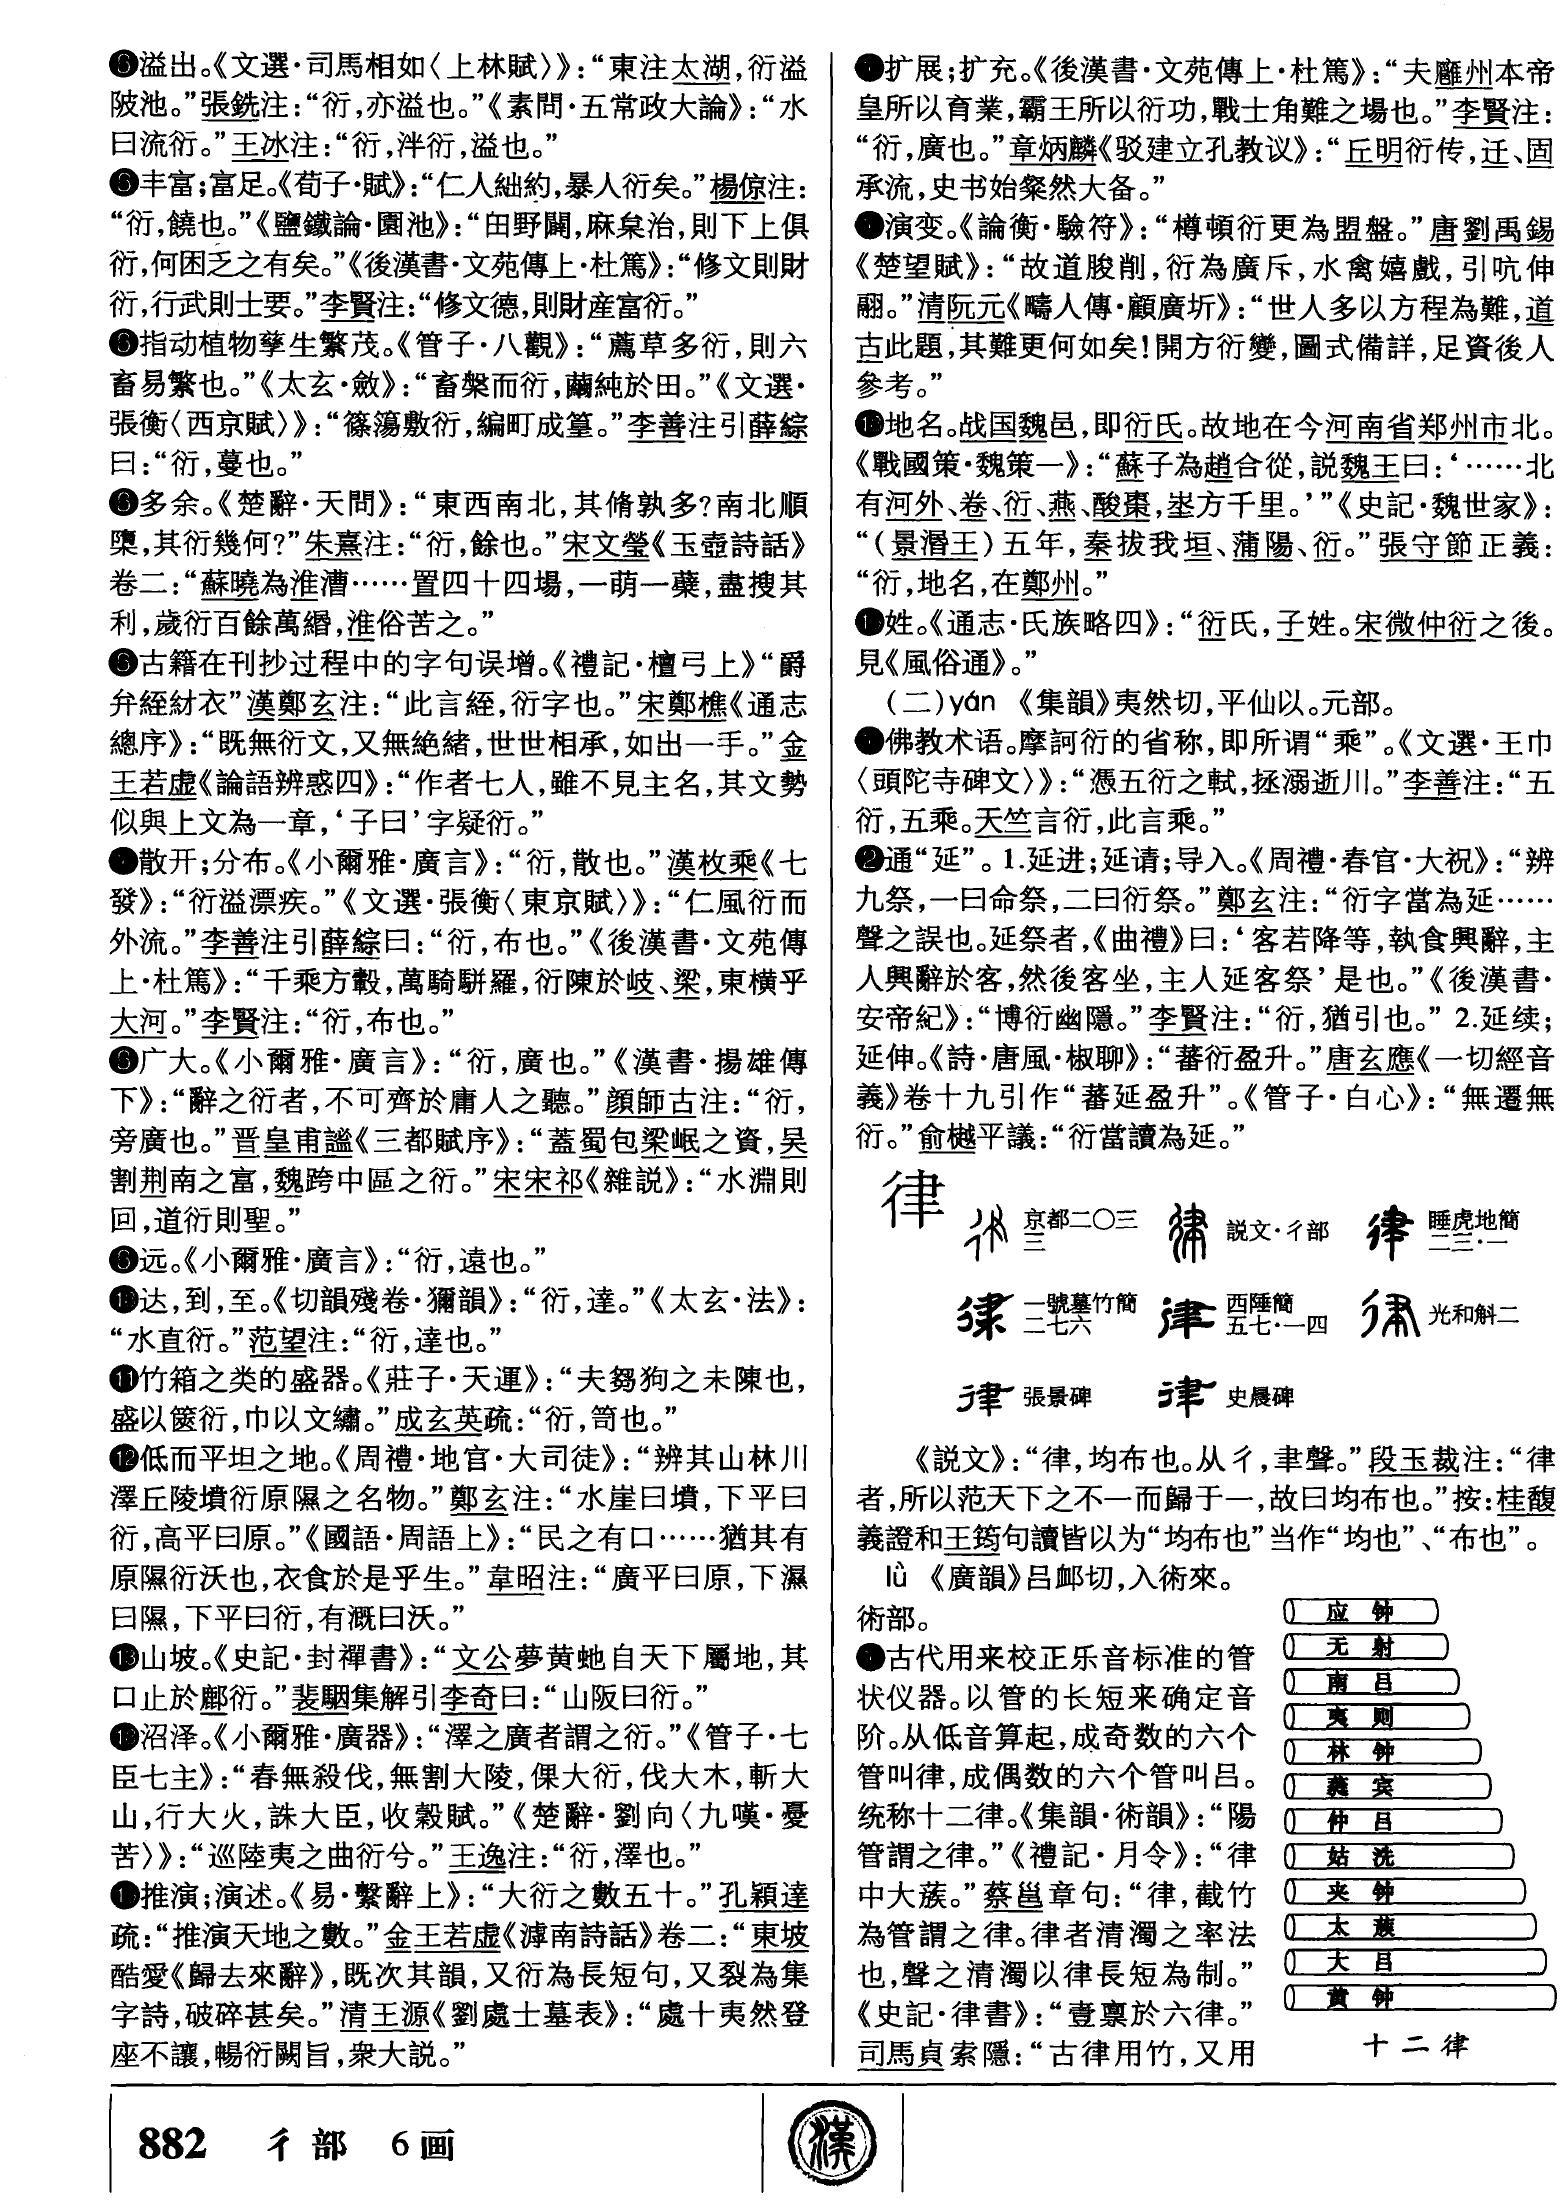 溢出。《文選·司馬相如〈上林賦〉》：“東注太湖，衍溢
陂池。”張銑注：“衍，亦溢也。”《素問·五常政大論》：“水
曰流衍。”王冰注：“衍，泮衍，溢也。”
丰富；富足。《荀子·賦》：“仁人絀約，暴人衍矣。”楊倞注：
“衍，饒也。”《鹽鐵論·園池》：“田野闢，麻枲治，則下上俱
衍，何困乏之有矣。”《後漢書·文苑傳上·杜篤》：“修文則財
衍，行武則士要。”李賢注：“修文德，則財産富衍。”
指动植物孳生繁茂。《管子·八觀》：“薦草多衍，則六
畜易繁也。”《太玄·斂》：“畜槃而衍，繭純於田。”《文選·
張衡〈西京賦〉》：“篠簜敷衍，編町成篁。”李善注引薛綜
曰：“衍，蔓也。”
多余。《楚辭·天問》：“東西南北，其脩孰多？南北順
墮，其衍幾何？”朱熹注：“衍，餘也。”宋文瑩《玉壺詩話》
卷二：“蘇曉為淮漕……置四十四場，一萌一蘗，盡搜其
利，歲衍百餘萬緡，淮俗苦之。”
古籍在刊抄过程中的字句误增。《禮記·檀弓上》“爵
弁絰紂衣”漢鄭玄注：“此言絰，衍字也。”宋鄭樵《通志
總序》：“既無衍文，又無絶緒，世世相承，如出一手。”金
王若虚《論語辨惑四》：“作者七人，雖不見主名，其文勢
似與上文為一章，‘子曰’字疑衍。”
散开；分布。《小爾雅·廣言》：“衍，散也。”漢枚乘《七
發》：“衍溢漂疾。”《文選·張衡〈東京賦〉》：“仁風衍而
外流。”李善注引薛綜曰：“衍，布也。”《後漢書·文苑傳
上·杜篤》：“千乘方轂，萬騎駢羅，衍陳於岐、梁，東横乎
大河。”李賢注：“衍，布也。”
广大。《小爾雅·廣言》：“衍，廣也。”《漢書·揚雄傳
下》：“辭之衍者，不可齊於庸人之聽。”顔師古注：“衍，
旁廣也。”晋皇甫謐《三都賦序》：“蓋蜀包梁岷之資，吴
割荆南之富，魏跨中區之衍。”宋宋祁《雜説》：“水淵則
回，道衍則聖。”
远。《小爾雅·廣言》：“衍，遠也。”
达，到，至。《切韻殘卷·獮韻》：“衍，達。”《太玄·法》：
“水直衍。”范望注：“衍，達也。”
⑪竹箱之类的盛器。《莊子·天運》：“夫芻狗之未陳也，
盛以篋衍，巾以文繡。”成玄英疏：“衍，笥也。”
⑫低而平坦之地。《周禮·地官·大司徒》：“辨其山林川
澤丘陵墳衍原隰之名物。”鄭玄注：“水崖曰墳，下平曰
衍，高平曰原。”《國語·周語上》：“民之有口……猶其有
原隰衍沃也，衣食於是乎生。”韋昭注：“廣平曰原，下濕
曰隰，下平曰衍，有溉曰沃。”
⑬山坡。《史記·封禪書》：“文公夢黄虵自天下屬地，其
口止於鄜衍。”裴駰集解引李奇曰：“山阪曰衍。”
沼泽。《小爾雅·廣器》：“澤之廣者謂之衍。”《管子·七
臣七主》：“春無殺伐，無割大陵，倮大衍，伐大木，斬大
山，行大火，誅大臣，收穀賦。”《楚辭·劉向〈九嘆·憂
苦〉》：“巡陸夷之曲衍兮。”王逸注：“衍，澤也。”
推演；演述。《易·繫辭上》：“大衍之數五十。”孔穎達
疏：“推演天地之數。”金王若虚《滹南詩話》卷二：“東坡
酷愛《歸去來辭》，既次其韻，又衍為長短句，又裂為集
字詩，破碎甚矣。”清王源《劉處士墓表》：“處士夷然登
座不讓，暢衍闕旨，衆大説。”
扩展；扩充。《後漢書·文苑傳上·杜篤》：“夫廱州本帝
皇所以育業，霸王所以衍功，戰士角難之場也。”李賢注：
“衍，廣也。”章炳麟《驳建立孔教议》：“丘明衍传，迁、固
承流，史书始粲然大备。”
演变。《論衡·驗符》：“樽頓衍更為盟盤。”唐劉禹錫
《楚望賦》：“故道朘削，衍為廣斥，水禽嬉戲，引吭伸
翮。”清阮元《疇人傳·顧廣圻》：“世人多以方程為難，道
古此題，其難更何如矣！開方衍變，圖式備詳，足資後人
參考。”
地名。战国魏邑，即衍氏。故地在今河南省郑州市北。
《戰國策·魏策一》：“蘇子為趙合從，説魏王曰：‘……北
有河外、卷、衍、燕、酸棗，埊方千里。’”《史記·魏世家》：
“（景湣王）五年，秦拔我垣、蒲陽、衍。”張守節正義：
“衍，地名，在鄭州。”
姓。《通志·氏族略四》：“衍氏，子姓。宋微仲衍之後。
見《風俗通》。”
（二）yán 《集韻》夷然切，平仙以。元部。
佛教术语。摩訶衍的省称，即所谓“乘”。《文選·王巾
〈頭陀寺碑文〉》：“憑五衍之軾，拯溺逝川。”李善注：“五
衍，五乘。天竺言衍，此言乘。”
❷通“延”。1.延进；延请；导入。《周禮·春官·大祝》：“辨
九祭，一曰命祭，二曰衍祭。”鄭玄注：“衍字當為延……
聲之誤也。延祭者，《曲禮》曰：‘客若降等，執食興辭，主
人興辭於客，然後客坐，主人延客祭’是也。”《後漢書·
安帝紀》：“博衍幽隱。”李賢注：“衍，猶引也。”2.延续；
延伸。《詩·唐風·椒聊》：“蕃衍盈升。”唐玄應《一切經音
義》卷十九引作“蕃延盈升”。《管子·白心》：“無遷無
衍。”俞樾平議：“衍當讀為延。”
律
京都二〇三三 説文·彳部 睡虎地簡二三·一
一號墓竹簡二七六 西陲簡五七·一四 光和斛二
張景碑 史晨碑
《説文》：“律，均布也。从彳，聿聲。”段玉裁注：“律
者，所以范天下之不一而歸于一，故曰均布也。”按：桂馥
義證和王筠句讀皆以为“均布也”当作“均也”、“布也”。
lǜ 《廣韻》吕䘏切，入術來。
術部。
古代用来校正乐音标准的管
状仪器。以管的长短来确定音
阶。从低音算起，成奇数的六个
管叫律，成偶数的六个管叫吕。
统称十二律。《集韻·術韻》：“陽
管謂之律。”《禮記·月令》：“律
中大蔟。”蔡邕章句：“律，截竹
為管謂之律。律者清濁之率法
也，聲之清濁以律長短為制。”
《史記·律書》：“壹禀於六律。”
司馬貞索隱：“古律用竹，又用
应钟
无射
南吕
夷则
林钟
蕤宾
仲吕
姑洗
夹钟
太蔟
大吕
黄钟
十二律
882 彳部 6画
漢